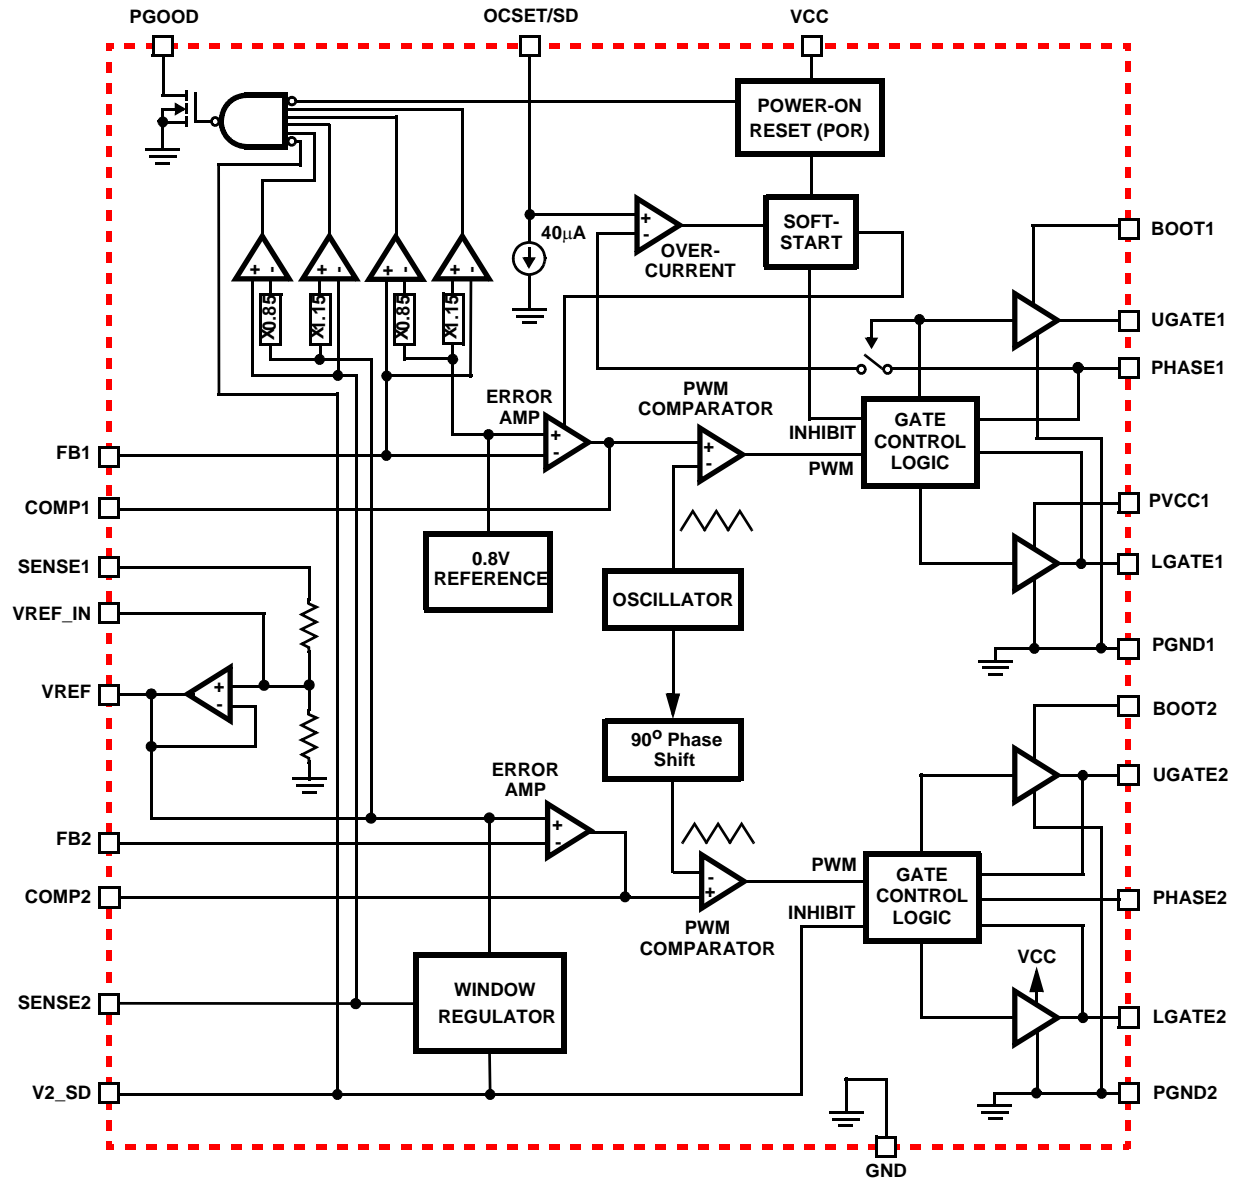 PGOOD
OCSET/SD
VCC
POWER-ON
RESET (POR)
SOFT-
START
40μA
+
-
OVER-
CURRENT
BOOT1
+ -
+ -
+ -
+ -
X0.85
X1.15
X0.85
X1.15
UGATE1
PHASE1
ERROR
AMP
PWM
COMPARATOR
+
-
+
-
INHIBIT
PWM
GATE
CONTROL
LOGIC
FB1
COMP1
PVCC1
0.8V
REFERENCE
OSCILLATOR
LGATE1
SENSE1
VREF_IN
PGND1
VREF
+
-
BOOT2
90o Phase
Shift
UGATE2
ERROR
AMP
+
-
FB2
-
+
PWM
COMPARATOR
PWM
INHIBIT
GATE
CONTROL
LOGIC
COMP2
PHASE2
VCC
WINDOW
REGULATOR
SENSE2
LGATE2
V2_SD
PGND2
GND